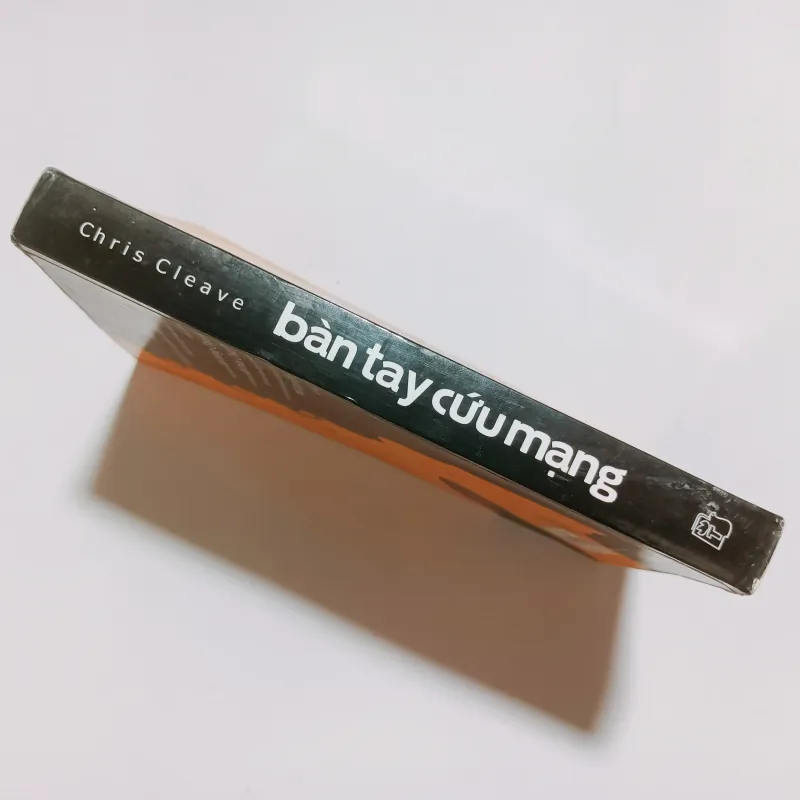 Chris Cleave
bàn tay cứu mạng